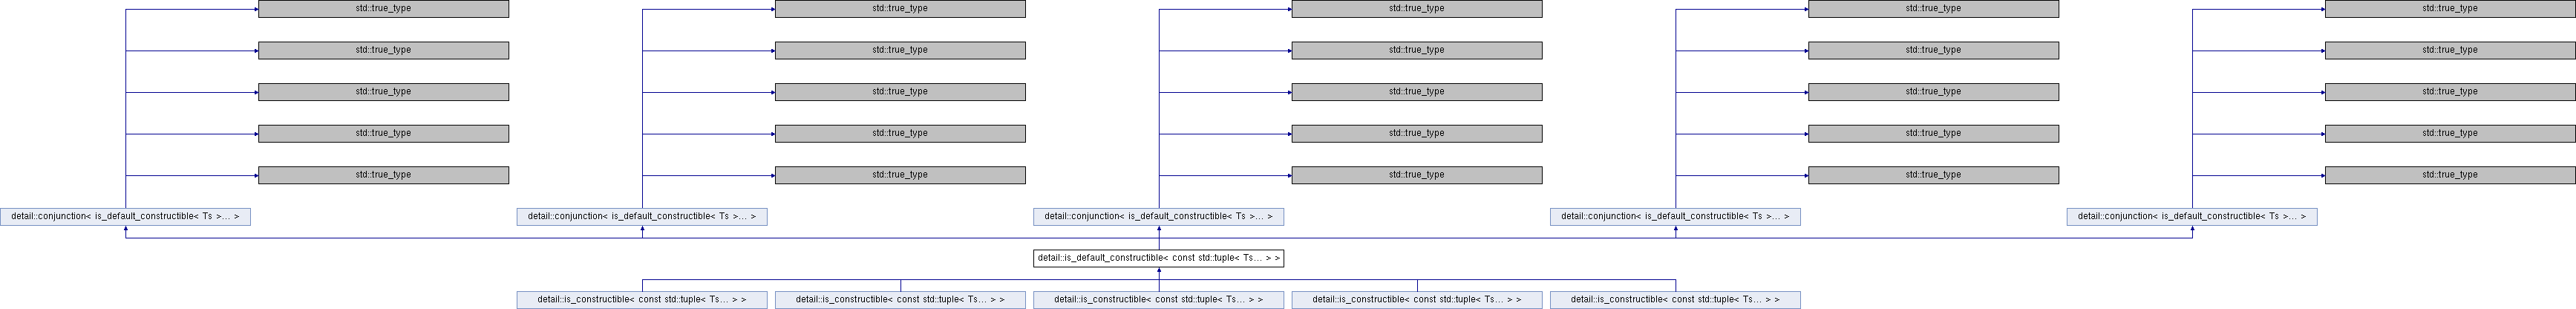 std::true_type std::true_type std::true_type std::true_type std::true_type
std::true_type std::true_type std::true_type std::true_type std::true_type
std::true_type std::true_type std::true_type std::true_type std::true_type
std::true_type std::true_type std::true_type std::true_type std::true_type
std::true_type std::true_type std::true_type std::true_type std::true_type
detail::conjunction< is_default_constructible< Ts >... > detail::conjunction< is_default_constructible< Ts >... > detail::conjunction< is_default_constructible< Ts >... > detail::conjunction< is_default_constructible< Ts >... > detail::conjunction< is_default_constructible< Ts >... >
detail::is_default_constructible< const std::tuple< Ts... > >
detail::is_constructible< const std::tuple< Ts... > > detail::is_constructible< const std::tuple< Ts... > > detail::is_constructible< const std::tuple< Ts... > > detail::is_constructible< const std::tuple< Ts... > > detail::is_constructible< const std::tuple< Ts... > >